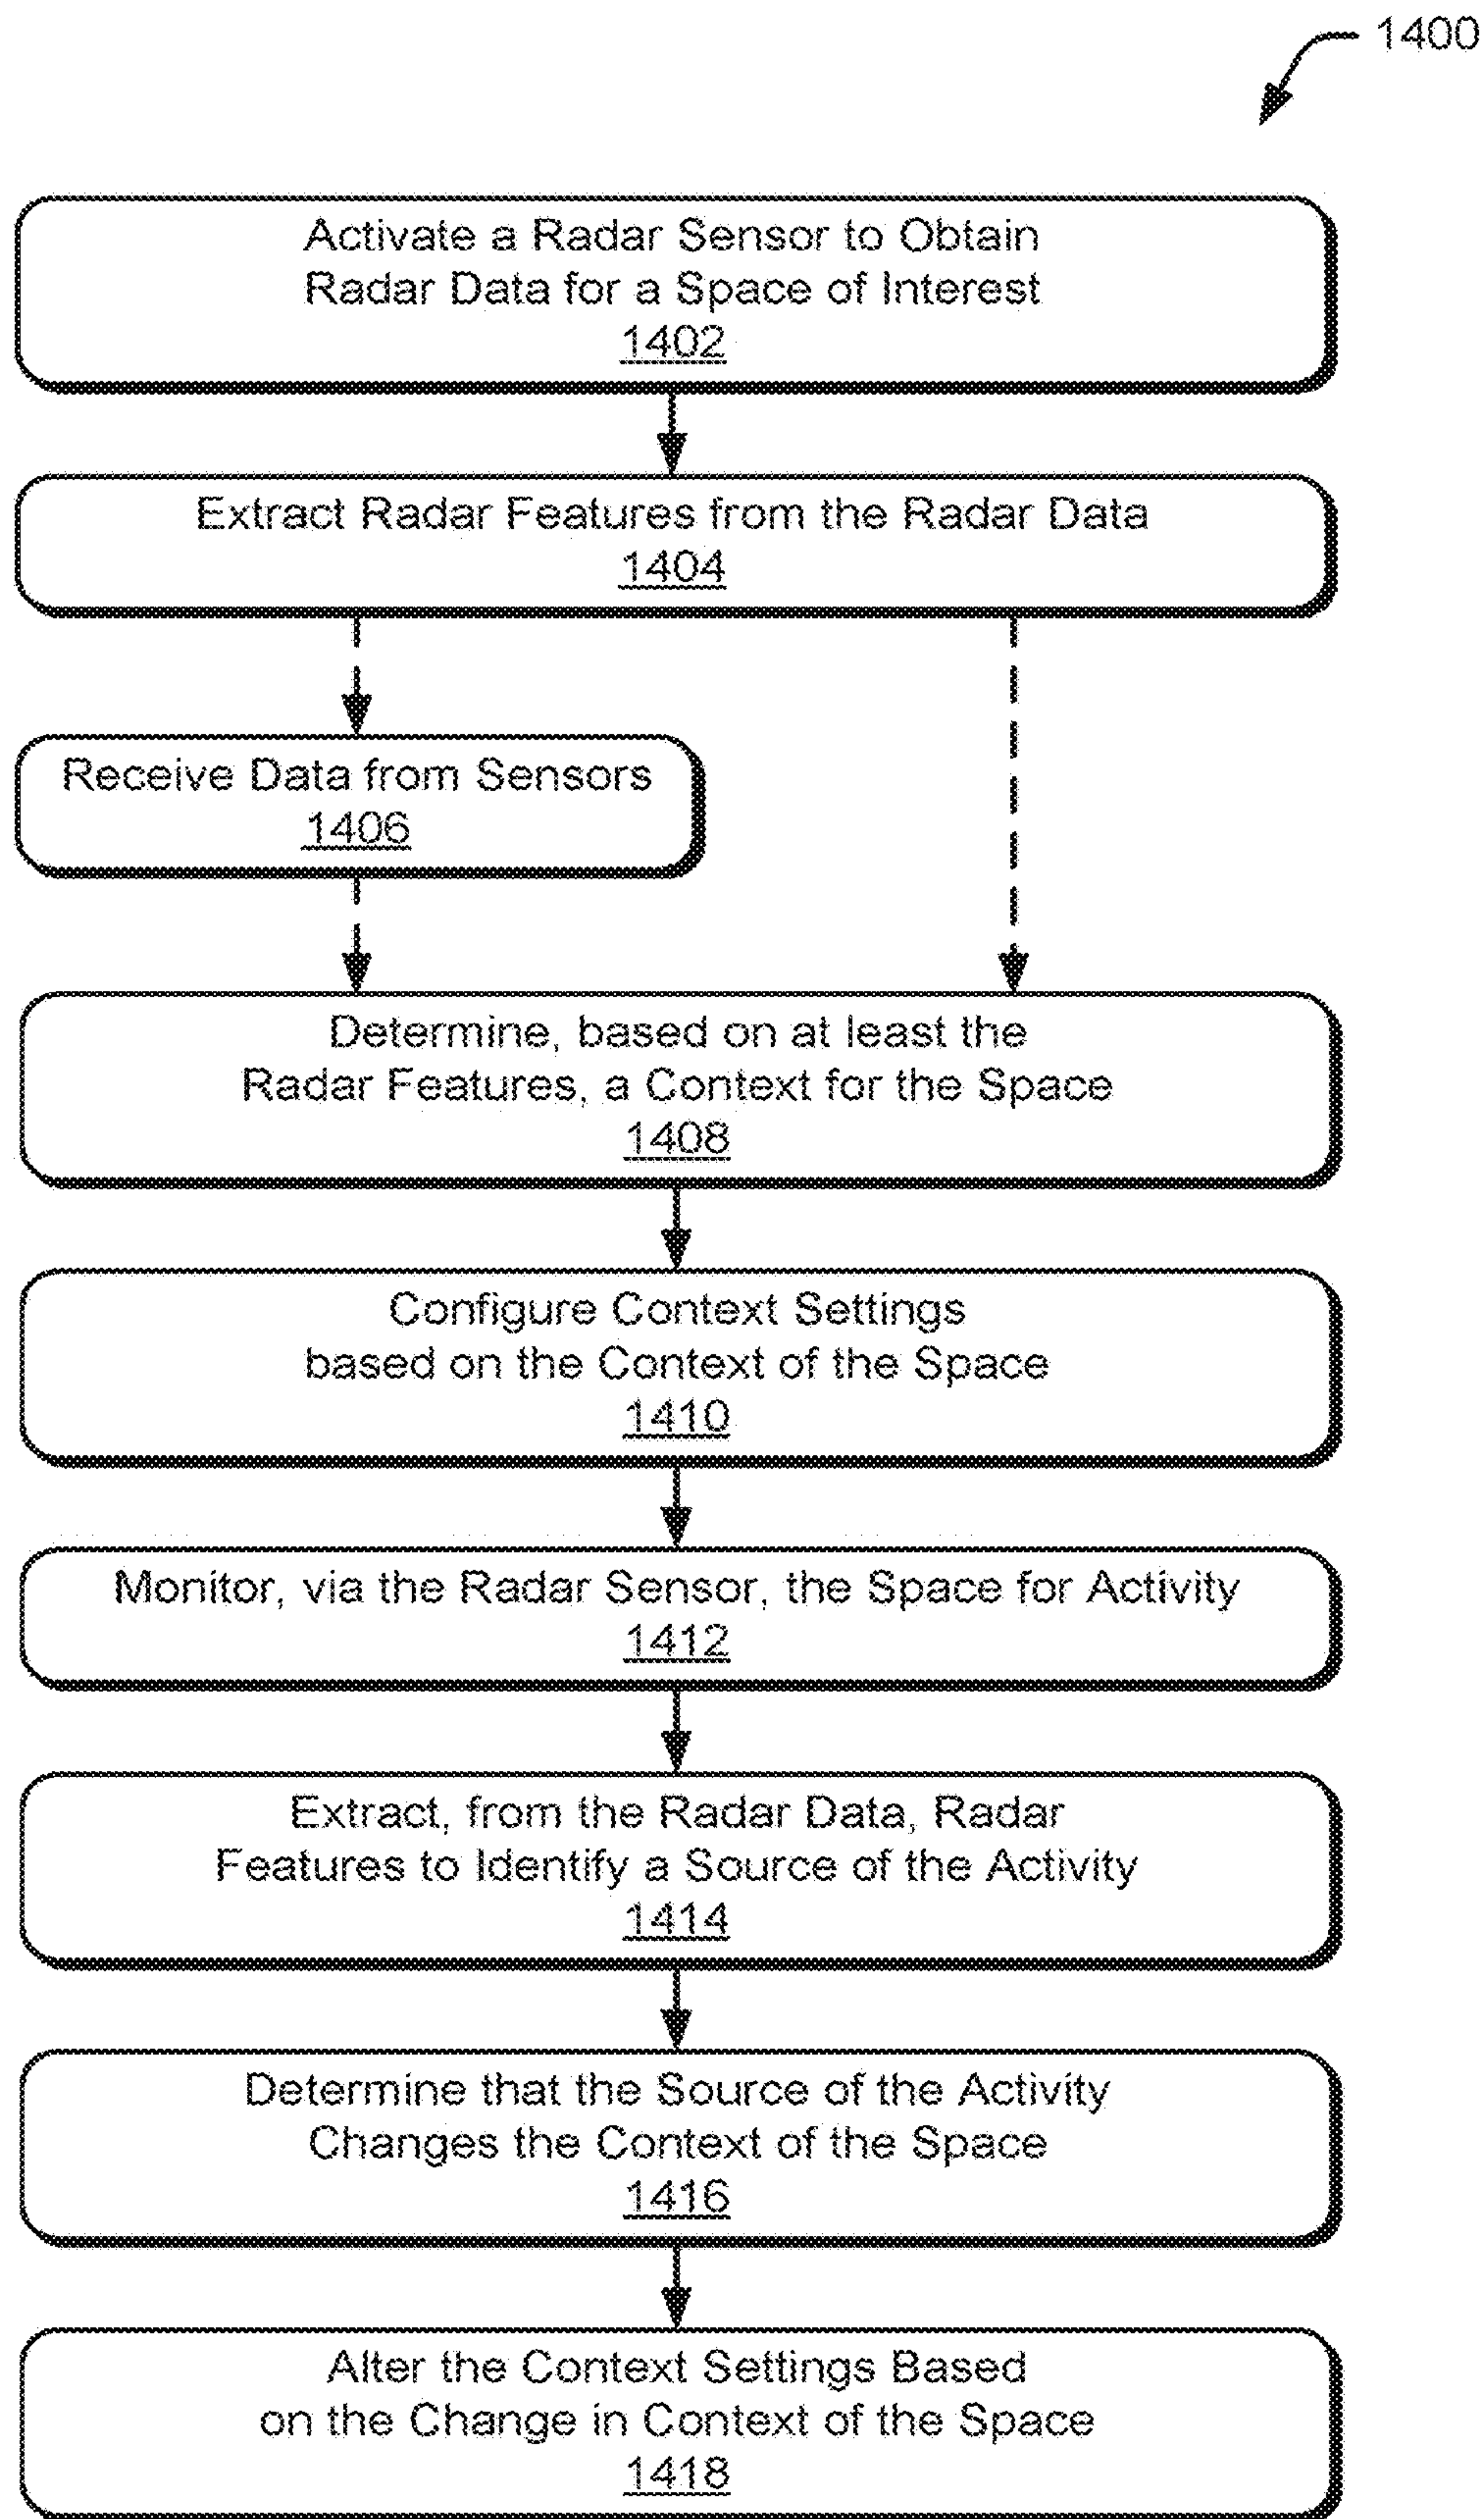 1400
Activate a Radar Sensor to Obtain
Radar Data for a Space of Interest
1402
Extract Radar Features from the Radar Data
1404
Receive Data from Sensors
1406
Determine, based on at least the
Radar Features, a Context for the Space
1408
Configure Context Settings
based on the Context of the Space
1410
Monitor, via the Radar Sensor, the Space for Activity
1412
Extract, from the Radar Data, Radar
Features to Identify a Source of the Activity
1414
Determine that the Source of the Activity
Changes the Context of the Space
1416
Alter the Context Settings Based
on the Change in Context of the Space
1418